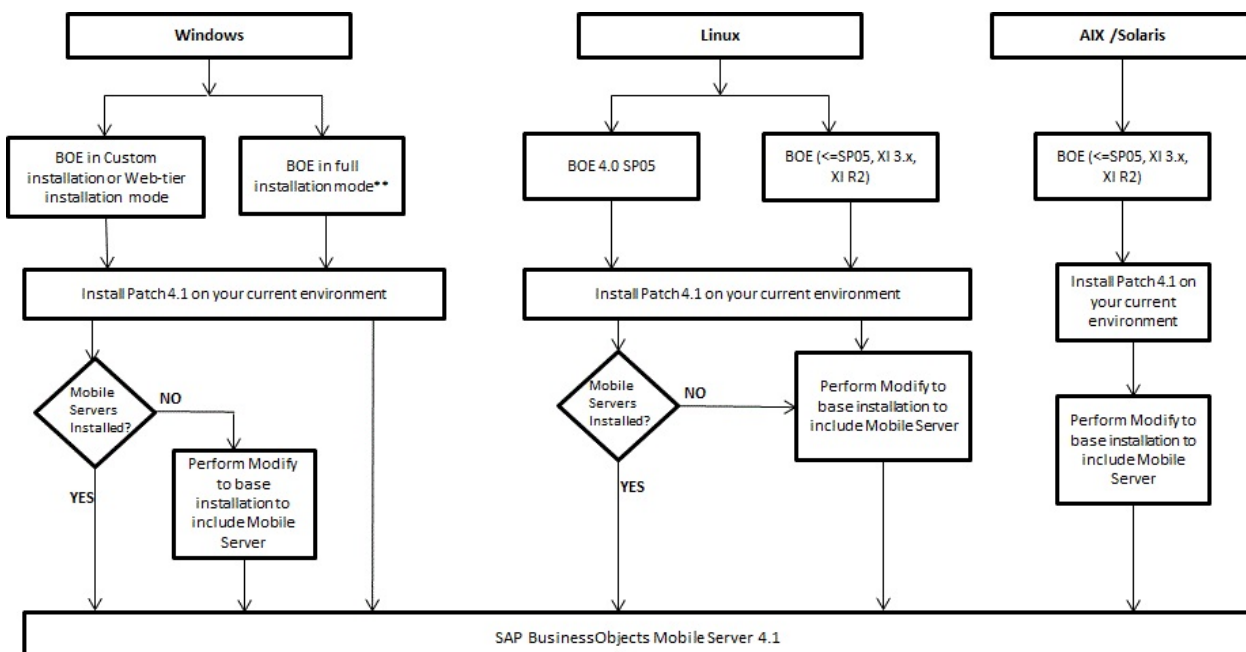 Windows
Linux
AIX /Solaris
BOE in Custom
installation or Web-tier
installation mode
BOE in full
installation mode**
BOE 4.0 SP05
BOE (<=SP05, XI 3.x,
XI R2)
BOE (<=SP05, XI 3.x,
XI R2)
Install Patch 4.1 on your current environment
Install Patch 4.1 on your current environment
Install Patch 4.1 on
your current
environment
Mobile
Servers
Installed?
NO
YES
Perform Modify
to base
installation to
include Mobile
Server
Mobile
Servers
Installed?
NO
YES
Perform Modify to
base installation to
include Mobile Server
Perform Modify to
base installation to
include Mobile
Server
SAP BusinessObjects Mobile Server 4.1